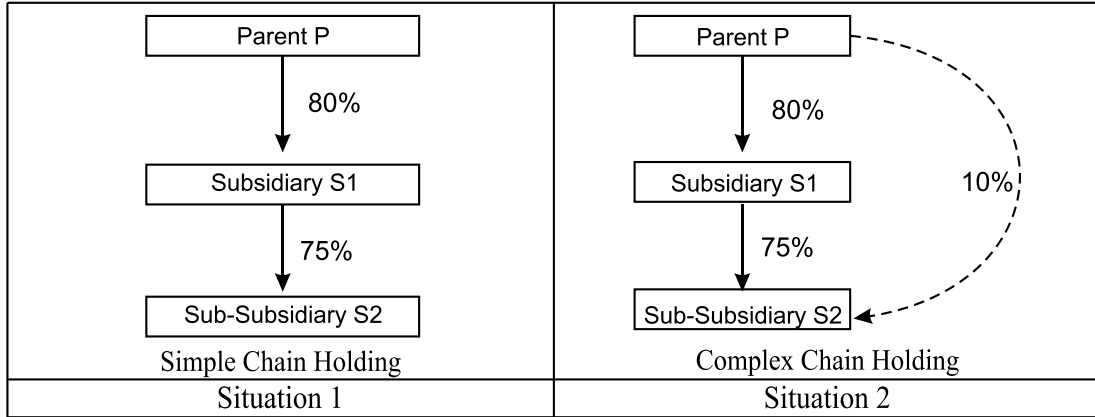 Parent P
80%
Subsidiary S1
75%
Sub-Subsidiary S2
Simple Chain Holding
Situation 1
Parent P
80%
Subsidiary S1
10%
75%
Sub-Subsidiary S2
Complex Chain Holding
Situation 2